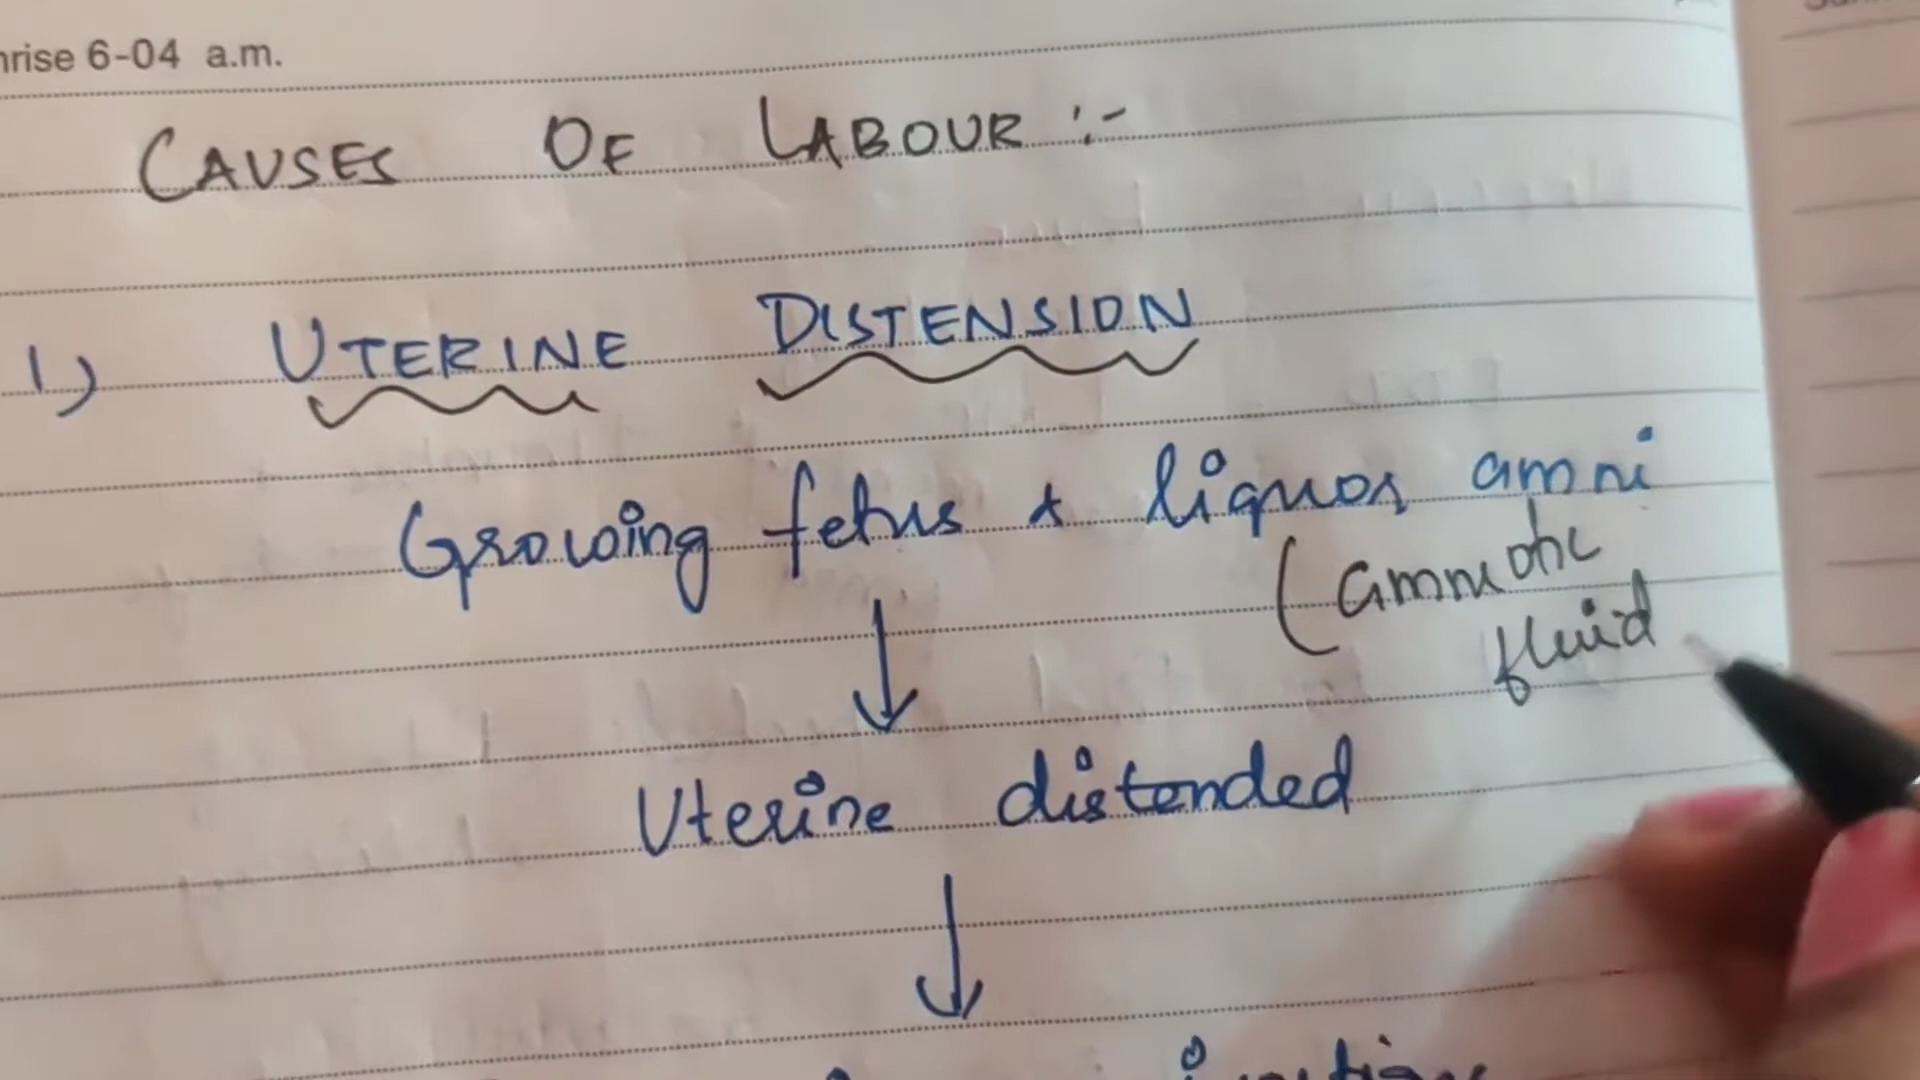 nrise 6-04 a.m.
CAUSES OF LABOUR :-
1) UTERINE DISTENSION
Growing fetus + liquor amni
(amniotic
fluid
Uterine distended